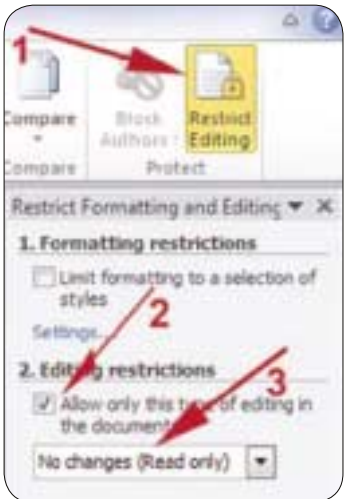 1
Compare
Block
Authors
Restrict
Editing
Compare
Protect
Restrict Formatting and Editing
1. Formatting restrictions
Limit formatting to a selection of
styles
2
Settings...
2. Editing restrictions
3
Allow only this type of editing in
the document:
No changes (Read only)